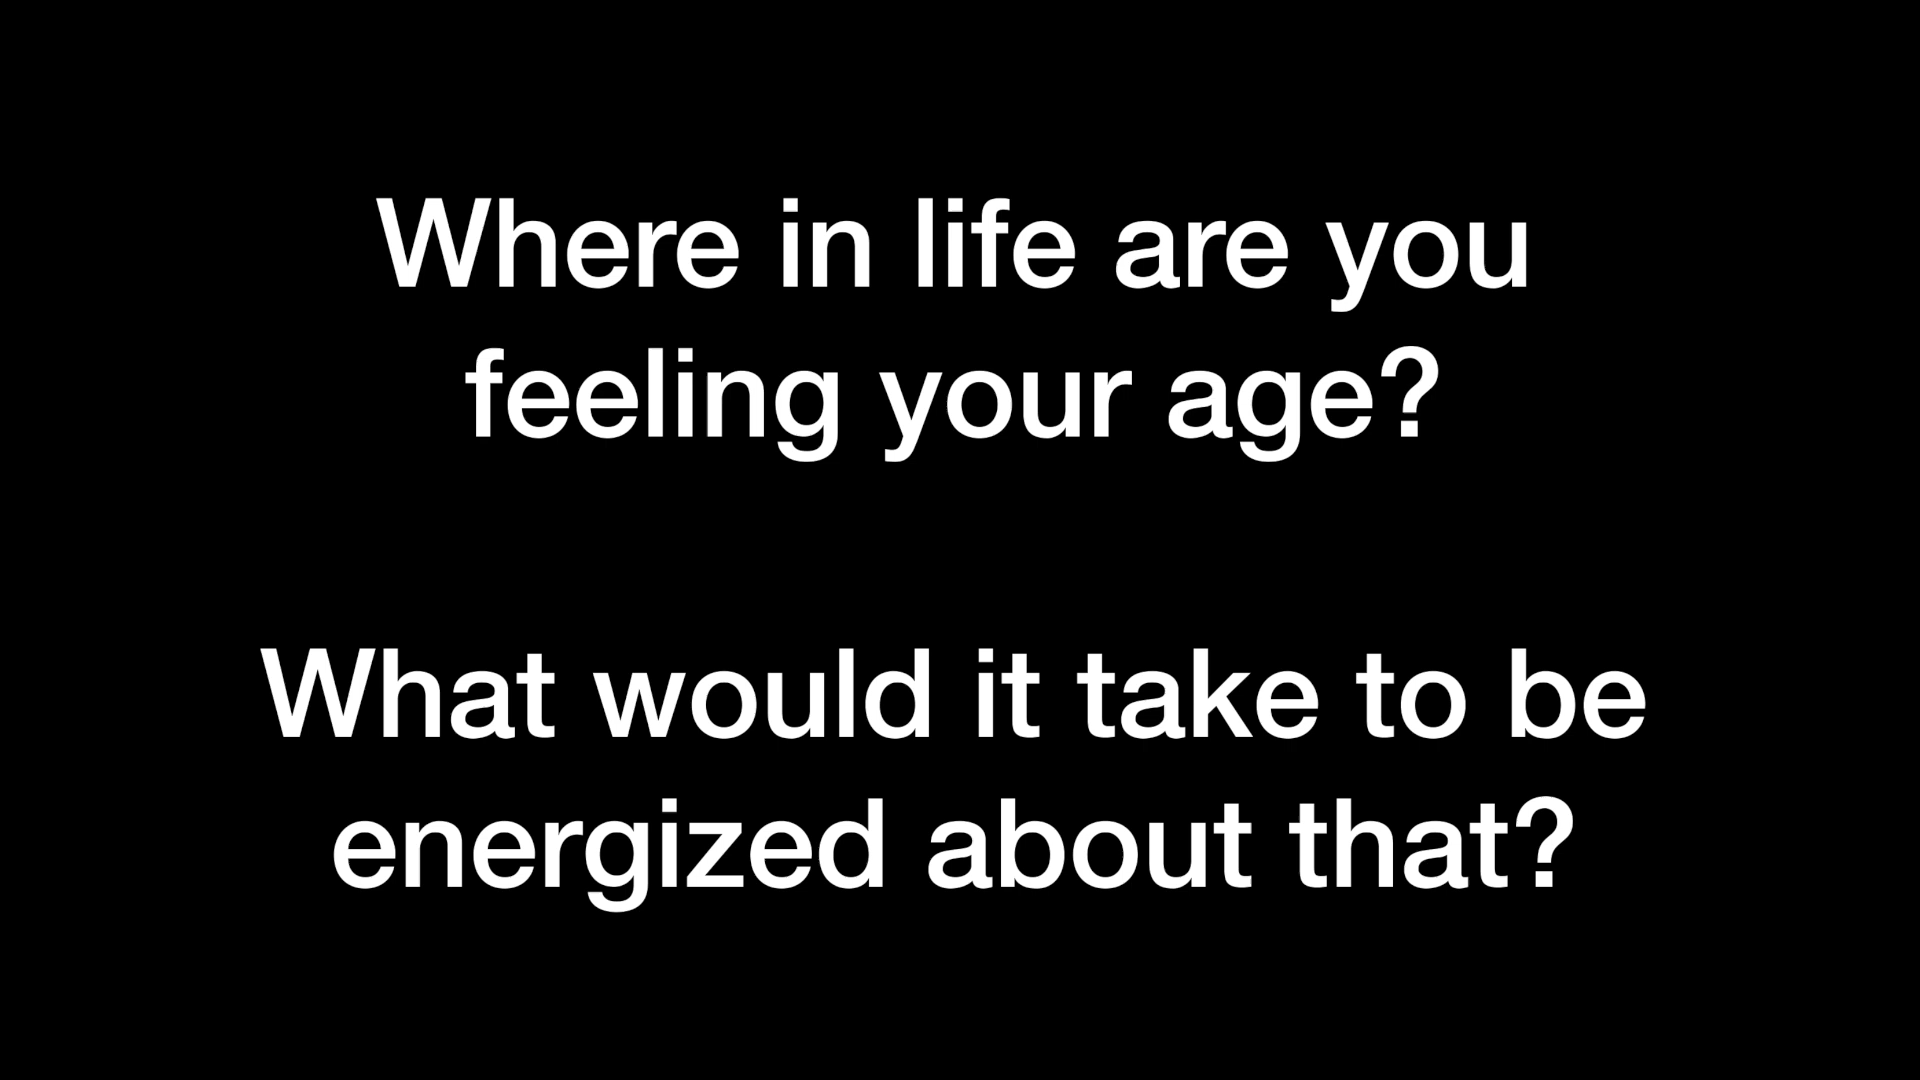 Where in life are you
feeling your age?
What would it take to be
energized about that?